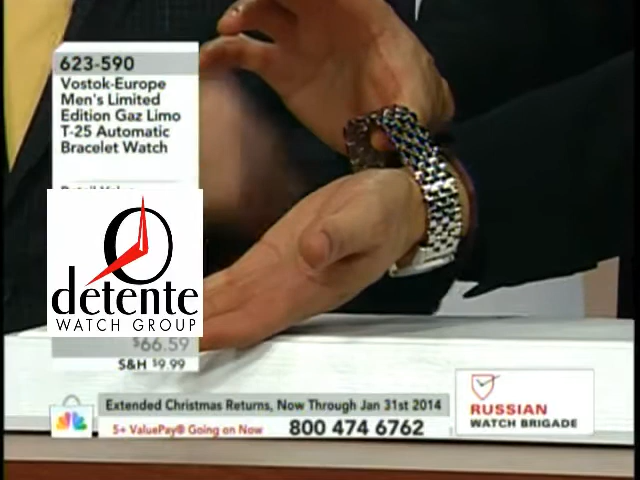 623-590
Vostok-Europe
Men's Limited
Edition Gaz Limo
T-25 Automatic
Bracelet Watch
detente
WATCH GROUP
$66.59
S&H $9.99
Extended Christmas Returns, Now Through Jan 31st 2014
5+ ValuePay® Going on Now
800 474 6762
RUSSIAN
WATCH BRIGADE